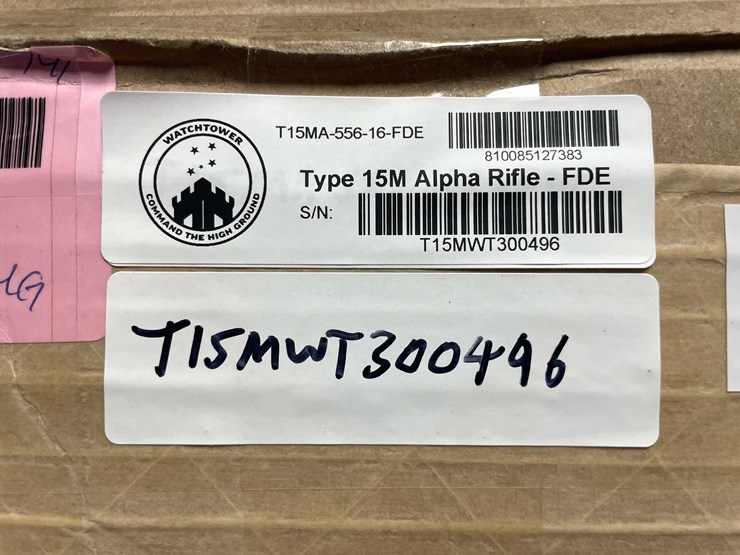 WATCHTOWER
COMMAND THE HIGH GROUND
T15MA-556-16-FDE
810085127383
Type 15M Alpha Rifle - FDE
S/N:
T15MWT300496
T15MWT300496